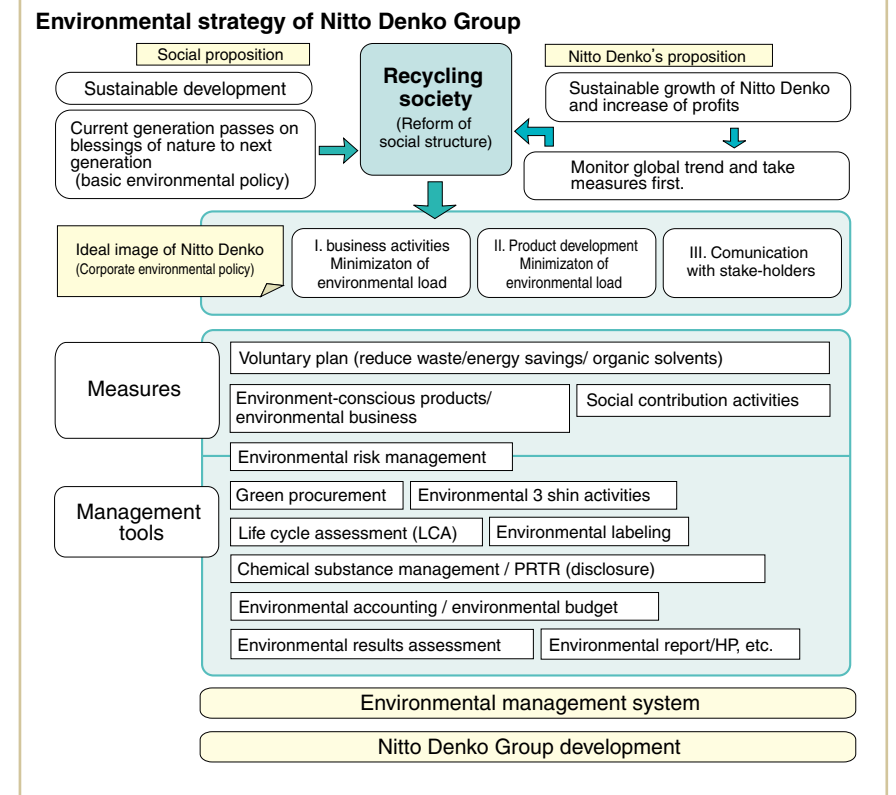 Environmental strategy of Nitto Denko Group
Social proposition
Sustainable development
Current generation passes on
blessings of nature to next
generation
(basic environmental policy)
Recycling
society
(Reform of
social structure)
Nitto Denko's proposition
Sustainable growth of Nitto Denko
and increase of profits
Monitor global trend and take
measures first.
Ideal image of Nitto Denko
(Corporate environmental policy)
I. business activities
Minimizaton of
environmental load
II. Product development
Minimizaton of
environmental load
III. Comunication
with stake-holders
Measures
Voluntary plan (reduce waste/energy savings/ organic solvents)
Environment-conscious products/
environmental business
Social contribution activities
Environmental risk management
Management
tools
Green procurement
Environmental 3 shin activities
Life cycle assessment (LCA)
Environmental labeling
Chemical substance management / PRTR (disclosure)
Environmental accounting / environmental budget
Environmental results assessment
Environmental report/HP, etc.
Environmental management system
Nitto Denko Group development